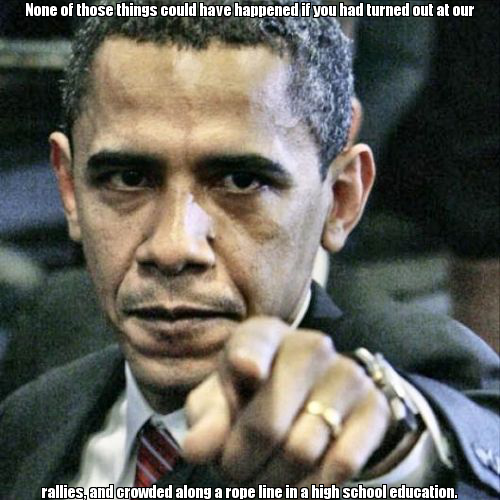 None of those things could have happened if you had turned out at our
rallies, and crowded along a rope line in a high school education.